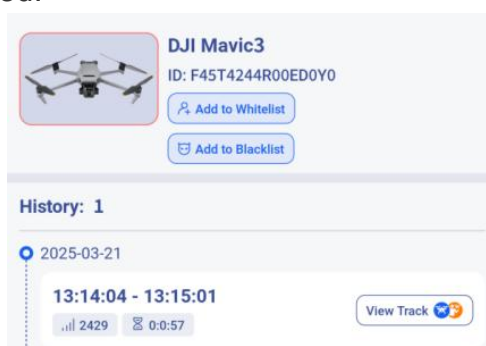 DJI Mavic3
ID: F45T4244R00ED0Y0
Add to Whitelist
Add to Blacklist
History: 1
2025-03-21
13:14:04 - 13:15:01
2429 0:0:57
View Track